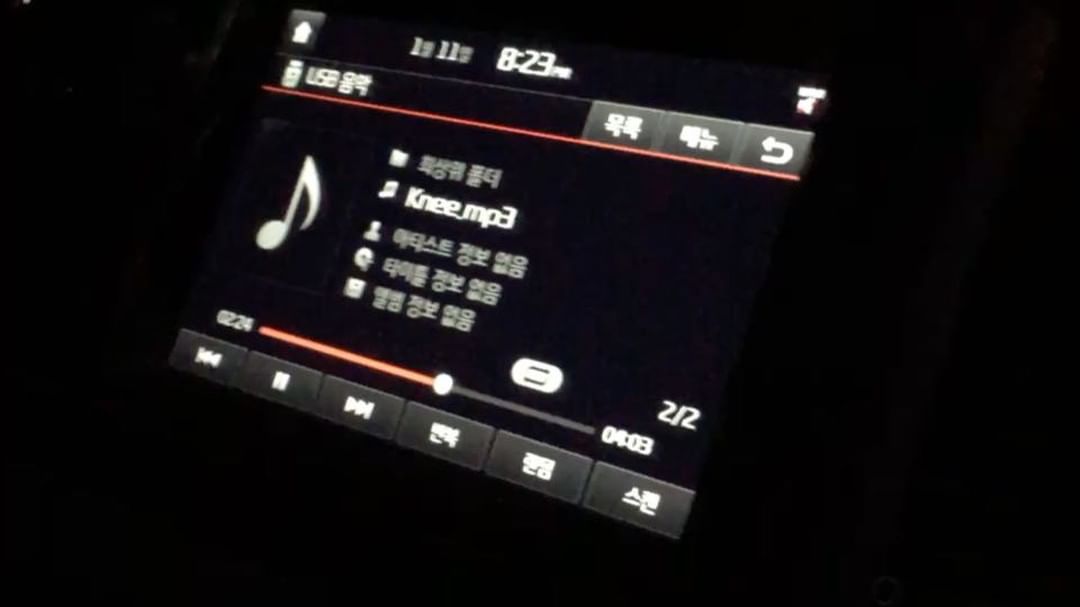 1월 11일 8:23PM
USB 음악
목록 메뉴
최상위 폴더
Knee.mp3
아티스트 정보 없음
타이틀 정보 없음
앨범 정보 없음
02:24
2/2
04:03
반복 랜덤 스캔